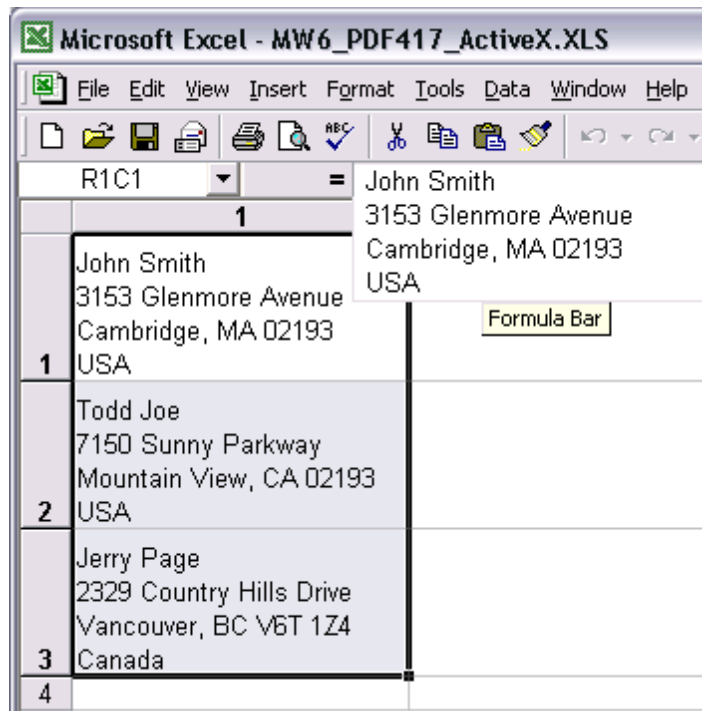 Microsoft Excel - MW6_PDF417_ActiveX.XLS
File Edit View Insert Format Tools Data Window Help
ABC
R1C1 =
John Smith
3153 Glenmore Avenue
Cambridge, MA 02193
USA
Formula Bar
1
John Smith
3153 Glenmore Avenue
Cambridge, MA 02193
1 USA
Todd Joe
7150 Sunny Parkway
Mountain View, CA 02193
2 USA
Jerry Page
2329 Country Hills Drive
Vancouver, BC V6T 1Z4
3 Canada
4